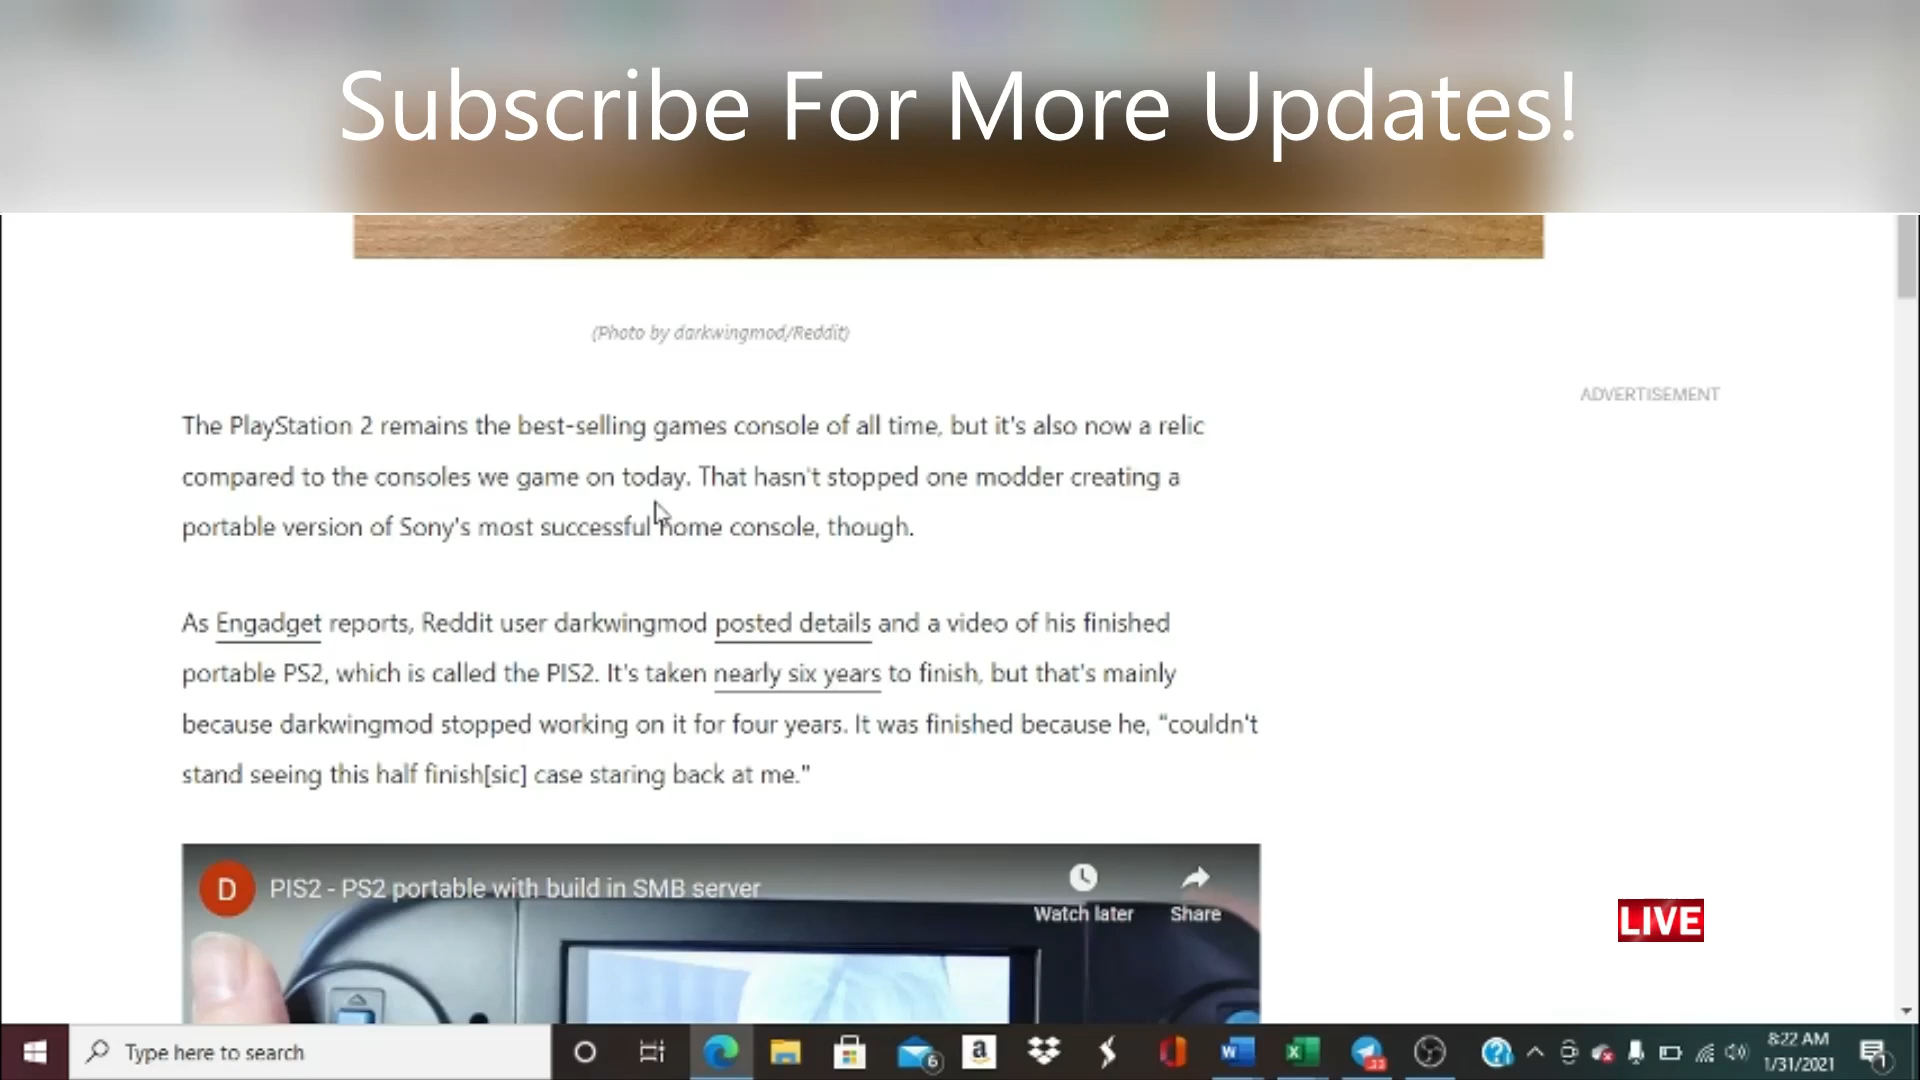 Subscribe For More Updates!
(Photo by darkwingmod/Reddit)
ADVERTISEMENT
The PlayStation 2 remains the best-selling games console of all time, but it's also now a relic
compared to the consoles we game on today. That hasn't stopped one modder creating a
portable version of Sony's most successful home console, though.
As Engadget reports, Reddit user darkwingmod posted details and a video of his finished
portable PS2, which is called the PIS2. It's taken nearly six years to finish, but that's mainly
because darkwingmod stopped working on it for four years. It was finished because he, "couldn't
stand seeing this half finish[sic] case staring back at me."
D PIS2 - PS2 portable with build in SMB server
Watch later Share
LIVE
Type here to search
6
a
W
X
33
?
8:22 AM
1/31/2021
1